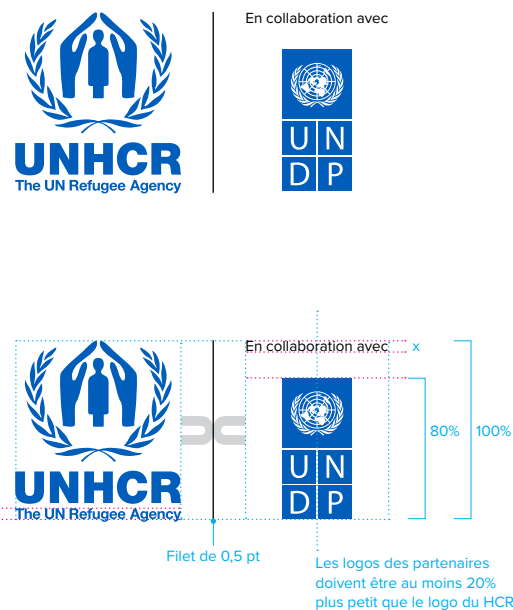 En collaboration avec
U N
D P
UNHCR
The UN Refugee Agency
En collaboration avec
x
80%
100%
U N
D P
UNHCR
The UN Refugee Agency
Filet de 0,5 pt
Les logos des partenaires
doivent être au moins 20%
plus petit que le logo du HCR